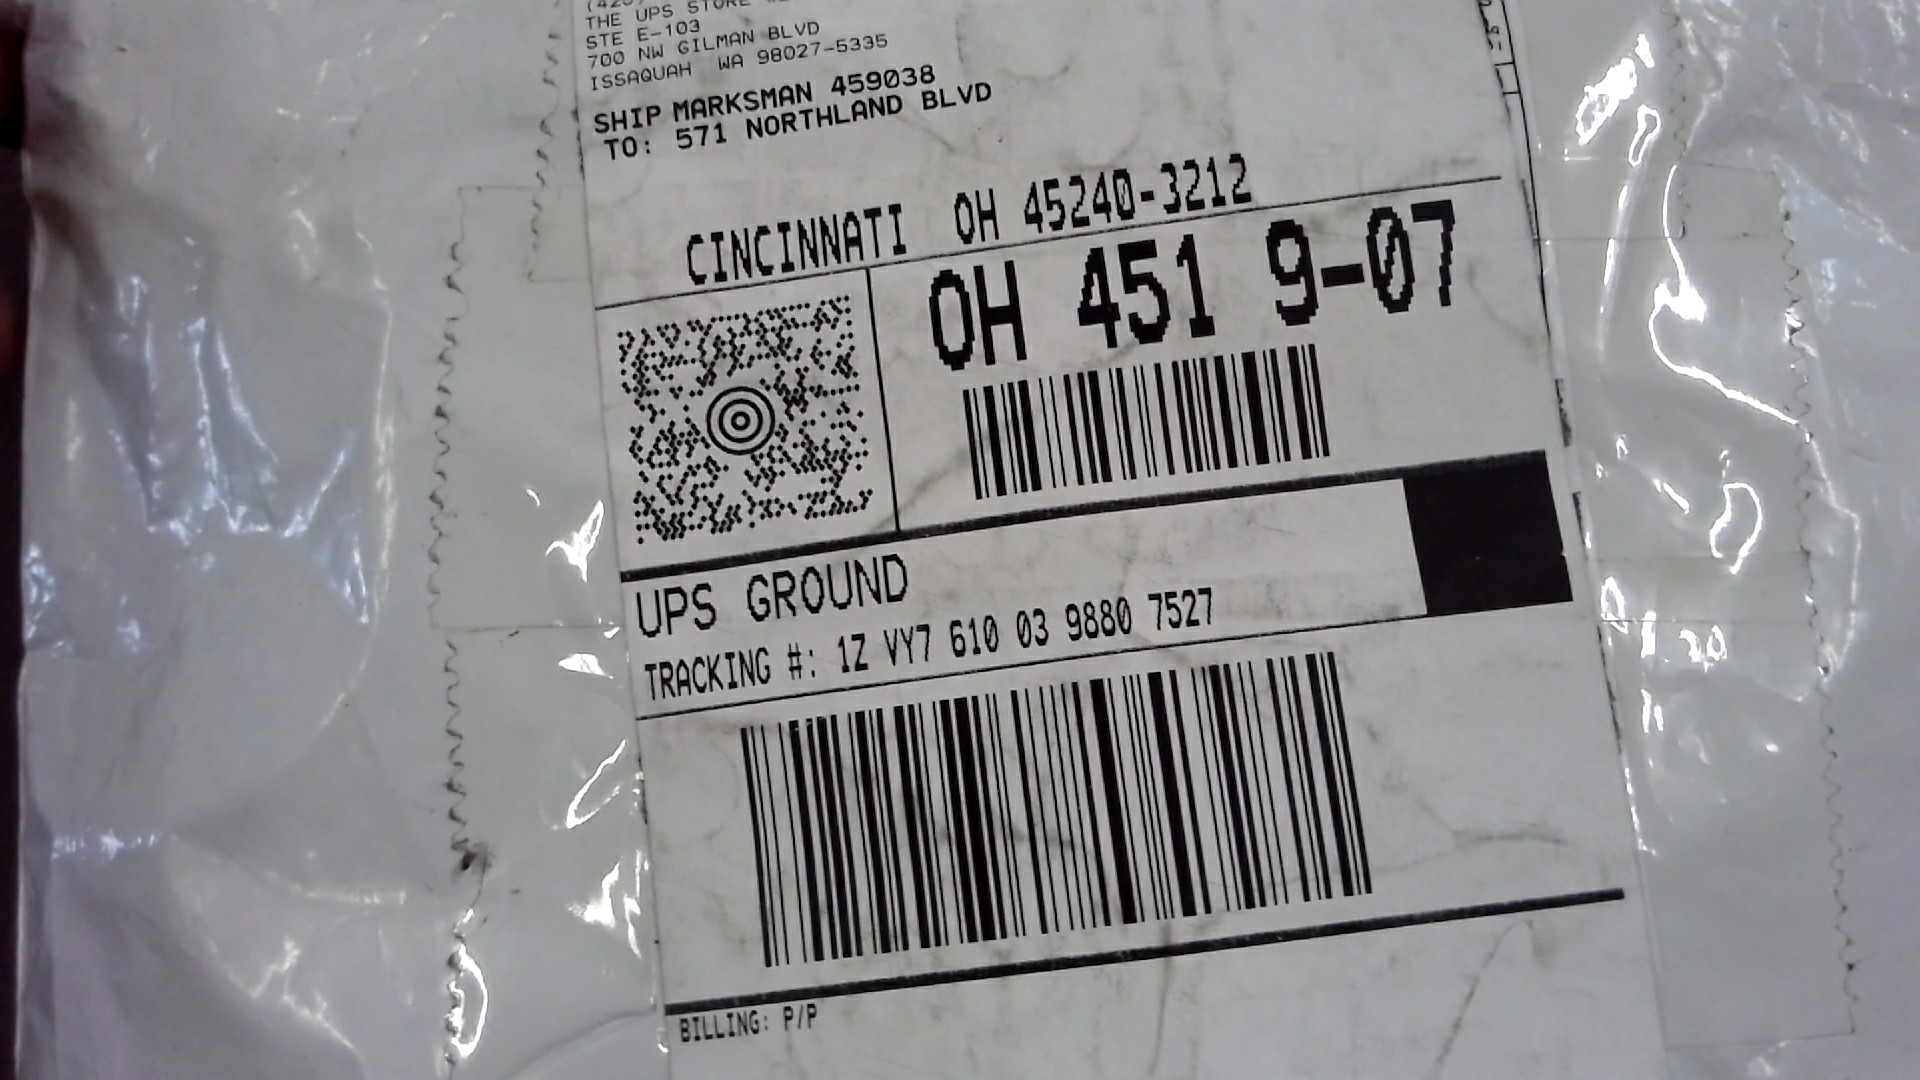 THE UPS STORE
STE E-103
700 NW GILMAN BLVD
ISSAQUAH WA 98027-5335
SHIP MARKSMAN 459038
TO: 571 NORTHLAND BLVD
CINCINNATI OH 45240-3212
OH 451 9-07
UPS GROUND
TRACKING #: 1Z VY7 610 03 9880 7527
BILLING: P/P